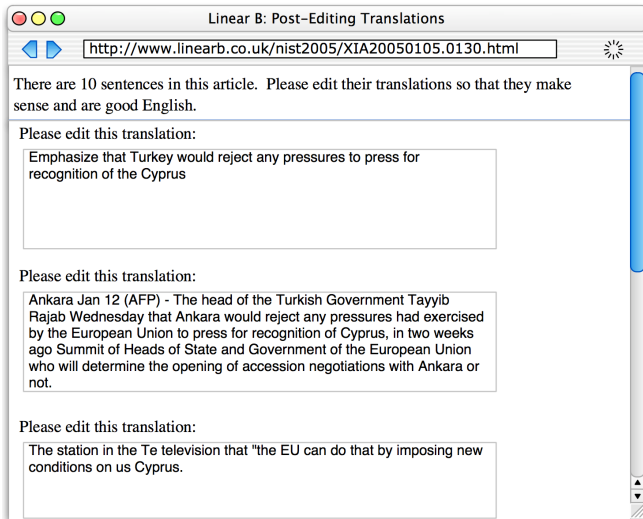 Linear B: Post-Editing Translations
http://www.linearb.co.uk/nist2005/XIA20050105.0130.html
There are 10 sentences in this article.  Please edit their translations so that they make
sense and are good English.
Please edit this translation:
Emphasize that Turkey would reject any pressures to press for
recognition of the Cyprus
Please edit this translation:
Ankara Jan 12 (AFP) - The head of the Turkish Government Tayyib
Rajab Wednesday that Ankara would reject any pressures had exercised
by the European Union to press for recognition of Cyprus, in two weeks
ago Summit of Heads of State and Government of the European Union
who will determine the opening of accession negotiations with Ankara or
not.
Please edit this translation:
The station in the Te television that "the EU can do that by imposing new
conditions on us Cyprus.